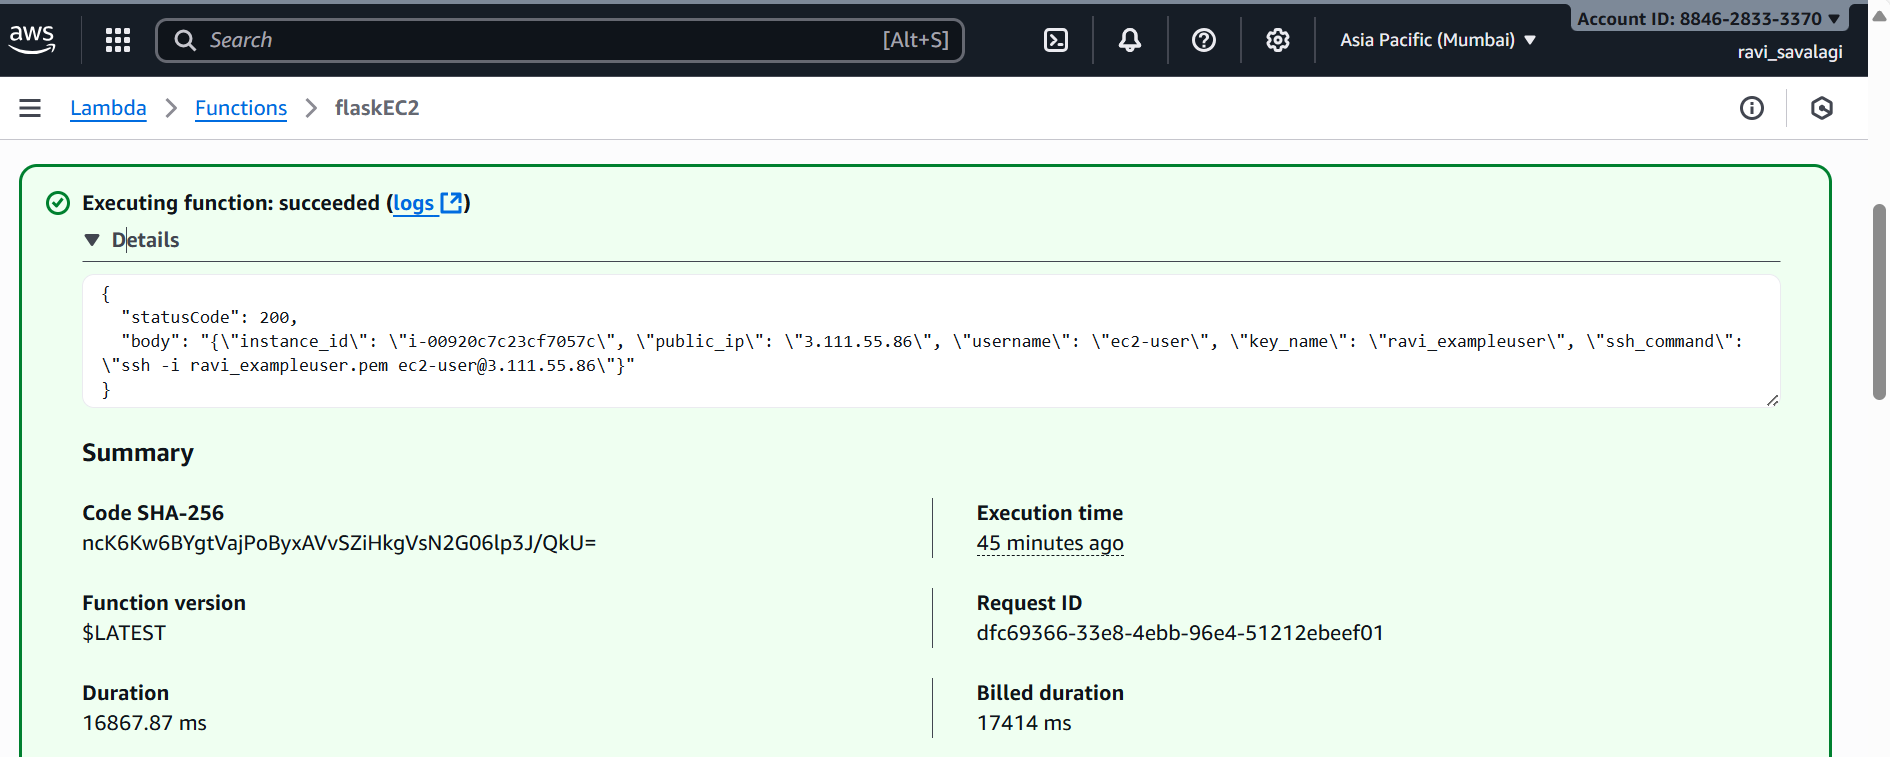 aws
Search
[Alt+S]
Asia Pacific (Mumbai) ▼
Account ID: 8846-2833-3370 ▼
ravi_savalagi
Lambda > Functions > flaskEC2
Executing function: succeeded (logs)
▼ Details
{
  "statusCode": 200,
  "body": "{\"instance_id\": \"i-00920c7c23cf7057c\", \"public_ip\": \"3.111.55.86\", \"username\": \"ec2-user\", \"key_name\": \"ravi_exampleuser\", \"ssh_command\":
\"ssh -i ravi_exampleuser.pem ec2-user@3.111.55.86\"}"
}
Summary
Code SHA-256
ncK6Kw6BYgtVajPoByxAVvSZiHkgVsN2G06lp3J/QkU=
Execution time
45 minutes ago
Function version
$LATEST
Request ID
dfc69366-33e8-4ebb-96e4-51212ebeef01
Duration
16867.87 ms
Billed duration
17414 ms